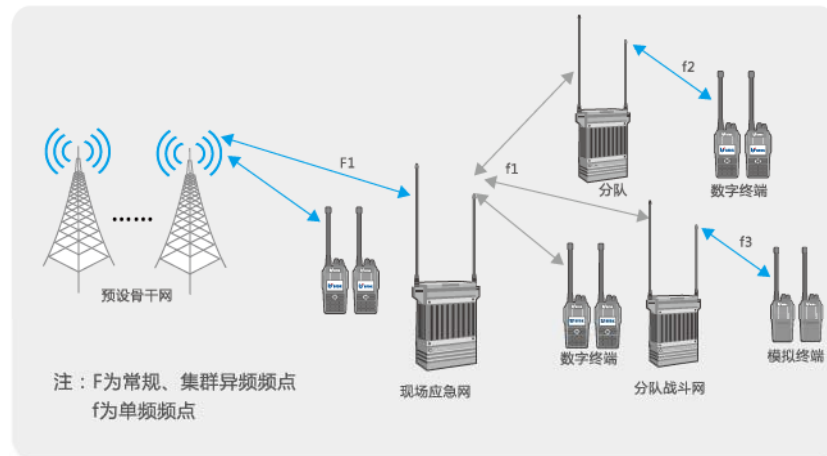 f2
F1
f1
分队
数字终端
......
f3
预设骨干网
数字终端
模拟终端
现场应急网
分队战斗网
注：F为常规、集群异频频点
f为单频频点